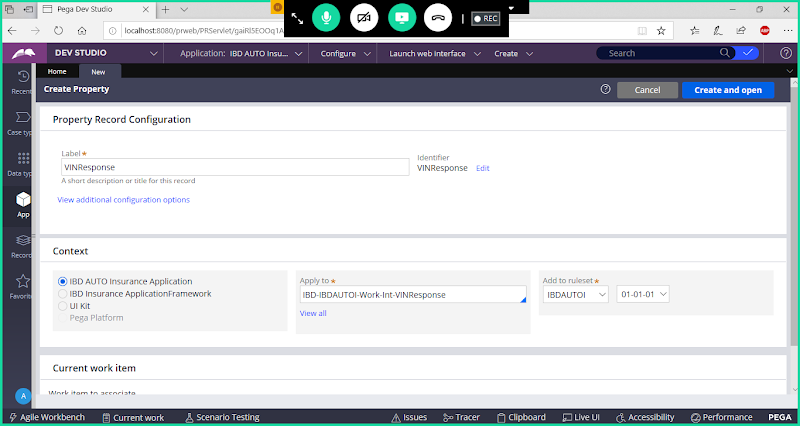 Pega Dev Studio
REC
localhost:8080/prweb/PRServlet/gaiRl5EOOq1A
ABP
DEV STUDIO
Application: IBD AUTO Insu...
Configure
Launch web interface
Create
Search
Home
New
Recent
Create Property
Cancel
Create and open
Case typ
Property Record Configuration
Label *
Identifier
VINResponse
VINResponse Edit
A short description or title for this record
Data typ
View additional configuration options
App
Context
Records
IBD AUTO Insurance Application
IBD Insurance ApplicationFramework
UI Kit
Pega Platform
Apply to *
IBD-IBDAUTOI-Work-Int-VINResponse
View all
Add to ruleset *
IBDAUTOI
01-01-01
Favorit
Current work item
Work item to associate
A
Agile Workbench
Current work
Scenario Testing
Issues
Tracer
Clipboard
Live UI
Accessibility
Performance
PEGA